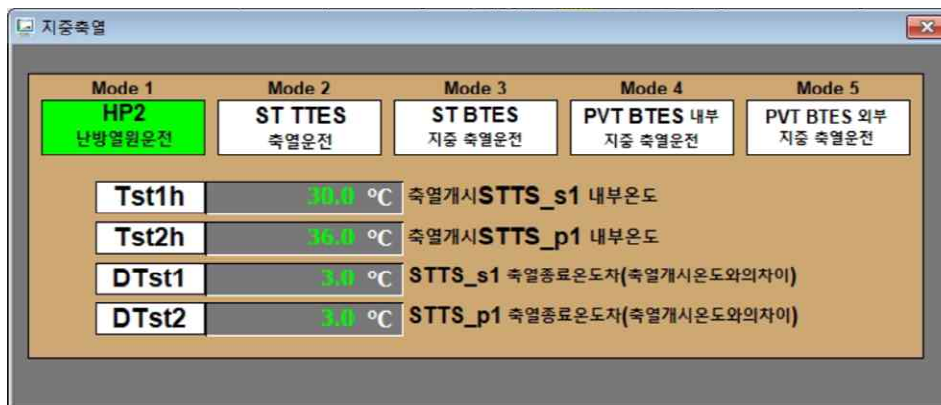 지중축열
Mode 1 Mode 2 Mode 3 Mode 4 Mode 5
HP2 ST TTES ST BTES PVT BTES 내부 PVT BTES 외부
난방열원운전 축열운전 지중 축열운전 지중 축열운전 지중 축열운전
Tst1h 30.0 °C 축열개시STTS_s1 내부온도
Tst2h 36.0 °C 축열개시STTS_p1 내부온도
DTst1 3.0 °C STTS_s1 축열종료온도차(축열개시온도와의차이)
DTst2 3.0 °C STTS_p1 축열종료온도차(축열개시온도와의차이)